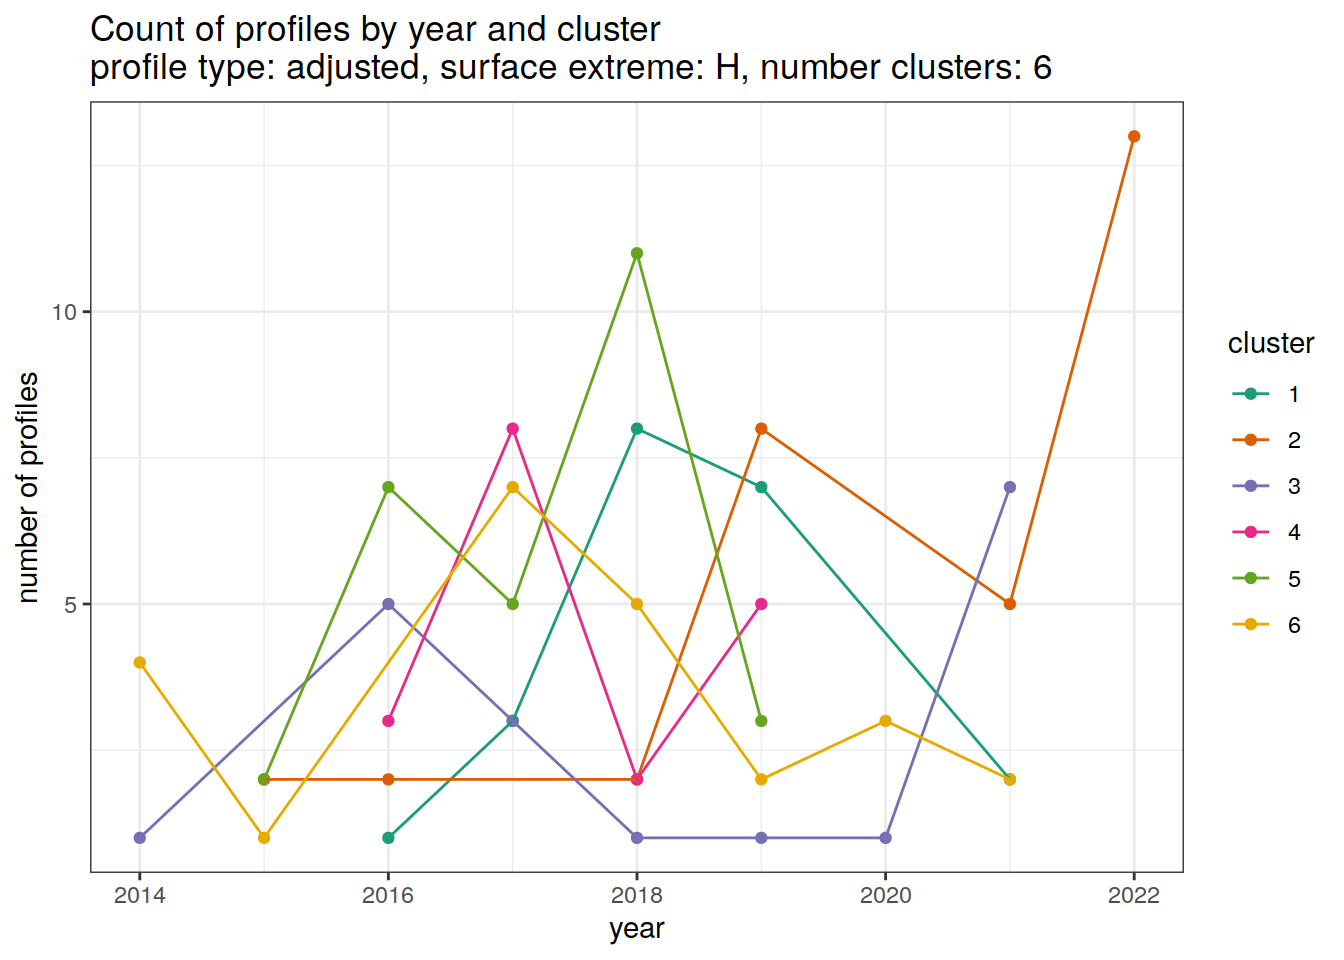 Count of profiles by year and cluster
profile type: adjusted, surface extreme: H, number clusters: 6
10
5
number of profiles
2014 2016 2018 2020 2022
year
cluster
1
2
3
4
5
6